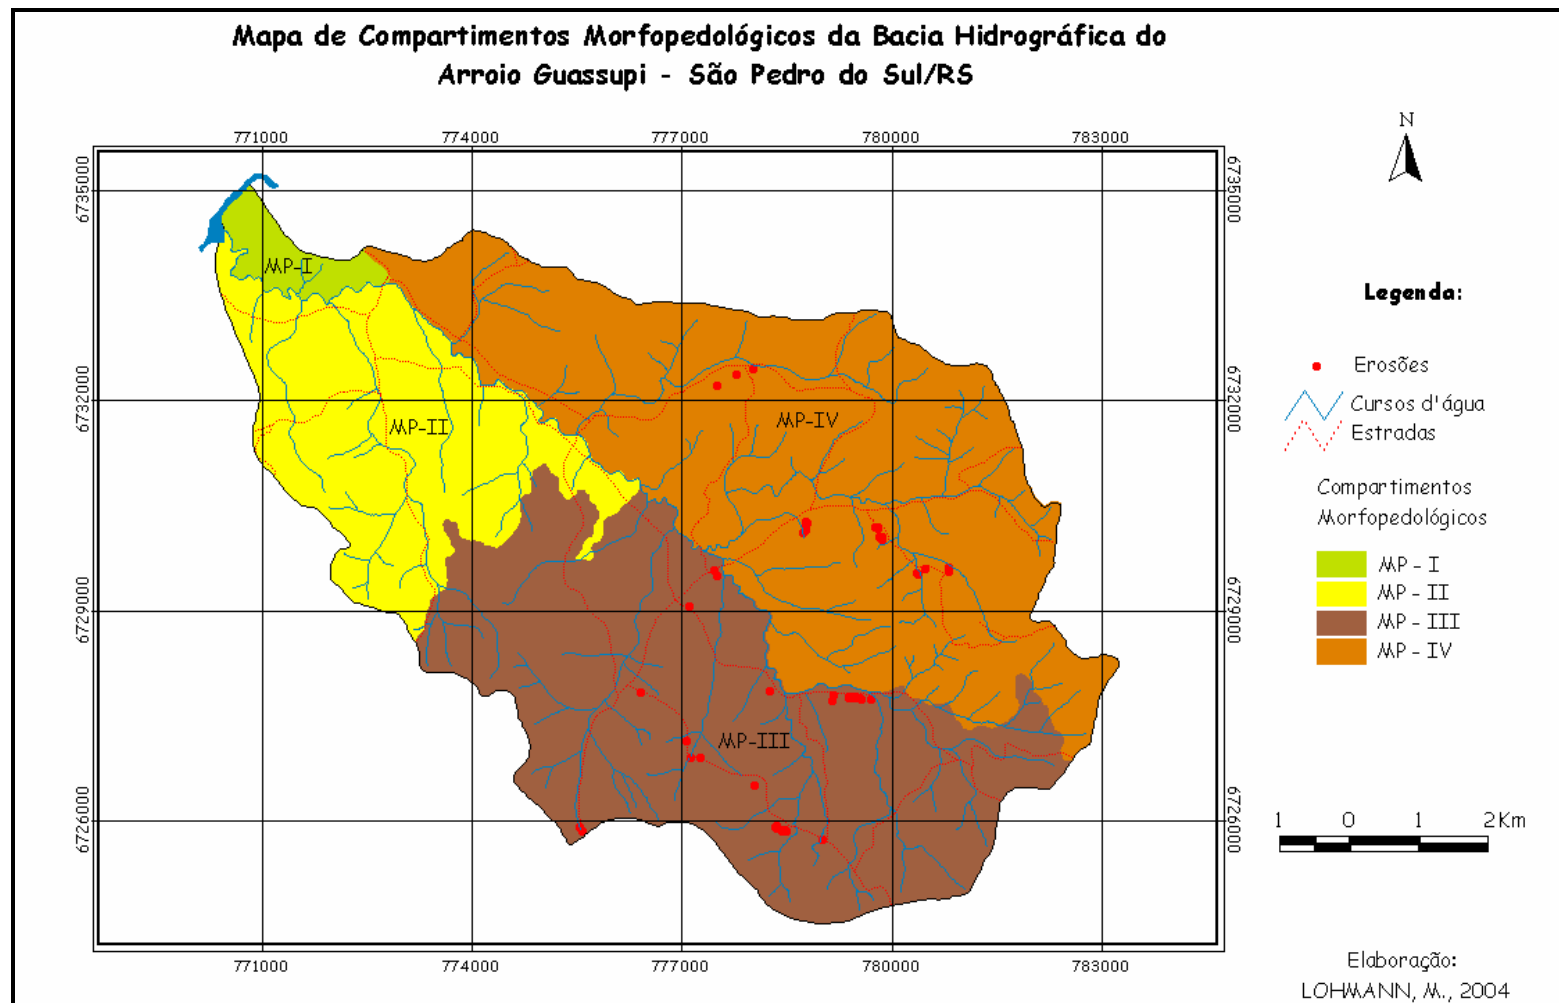 Mapa de Compartimentos Morfopedológicos da Bacia Hidrográfica do
Arroio Guassupi - São Pedro do Sul/RS
771000 774000 777000 780000 783000
6735000 6735000
6732000 6732000
6729000 6729000
6726000 6726000
MP-I
MP-II
MP-IV
MP-III
771000 774000 777000 780000 783000
N
Legenda:
Erosões
Cursos d'água
Estradas
Compartimentos
Morfopedológicos
MP - I
MP - II
MP - III
MP - IV
1 0 1 2 Km
Elaboração:
LOHMANN, M., 2004